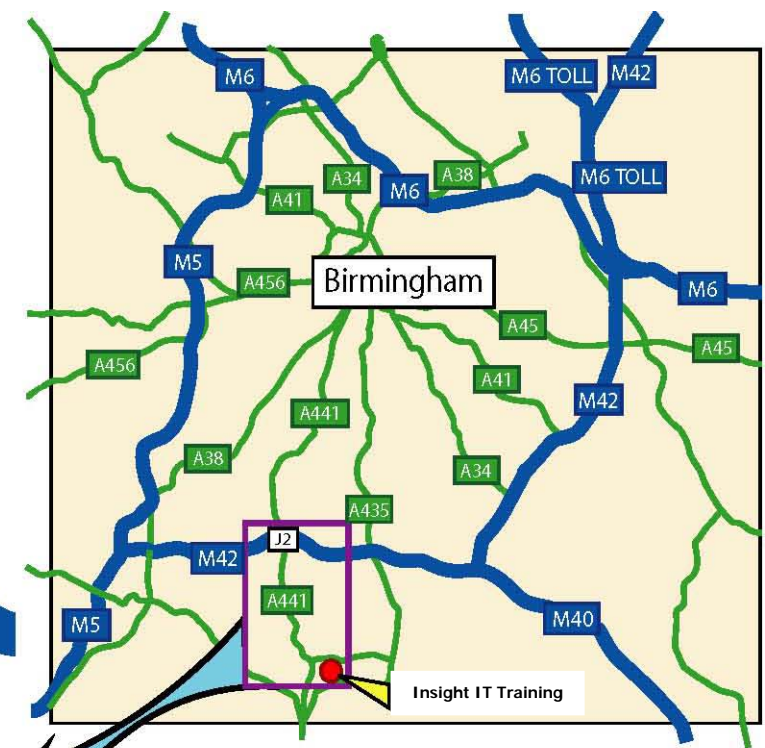 M6
M6 TOLL
M42
A34
A38
M6 TOLL
A41
M6
M5
A456
Birmingham
M6
A45
A45
A456
A41
M42
A441
A38
A34
A435
J2
M42
A441
M5
M40
Insight IT Training